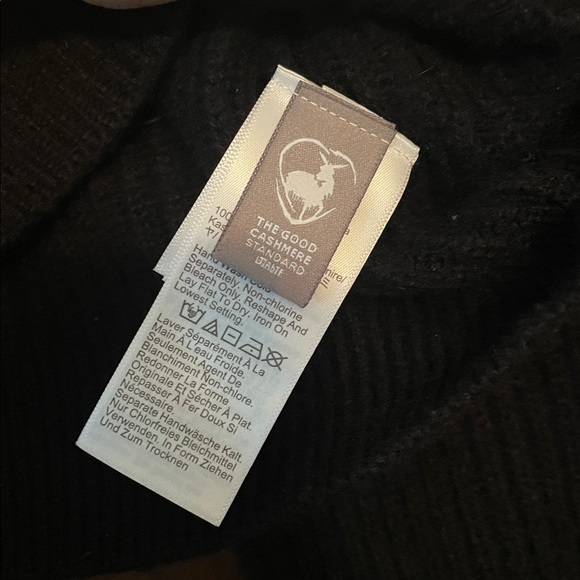 THE GOOD
CASHMERE
STANDARD
100
Kas
mire/
Hand Wash Cold
Separately, Non-chlorine
Bleach Only, Reshape And
Lay Flat To Dry. Iron On
Lowest Setting.
Laver Séparément À La
Main À L'eau Froide.
Seulement Agent De
Blanchiment Non-chlore.
Redonner La Forme
Originale Et Sécher À Plat.
Repasser À Fer Doux Si
Nécessaire.
Separate Handwäsche Kalt.
Nur Chlorfreies Bleichmittel
Verwenden. In Form Ziehen
Und Zum Trocknen